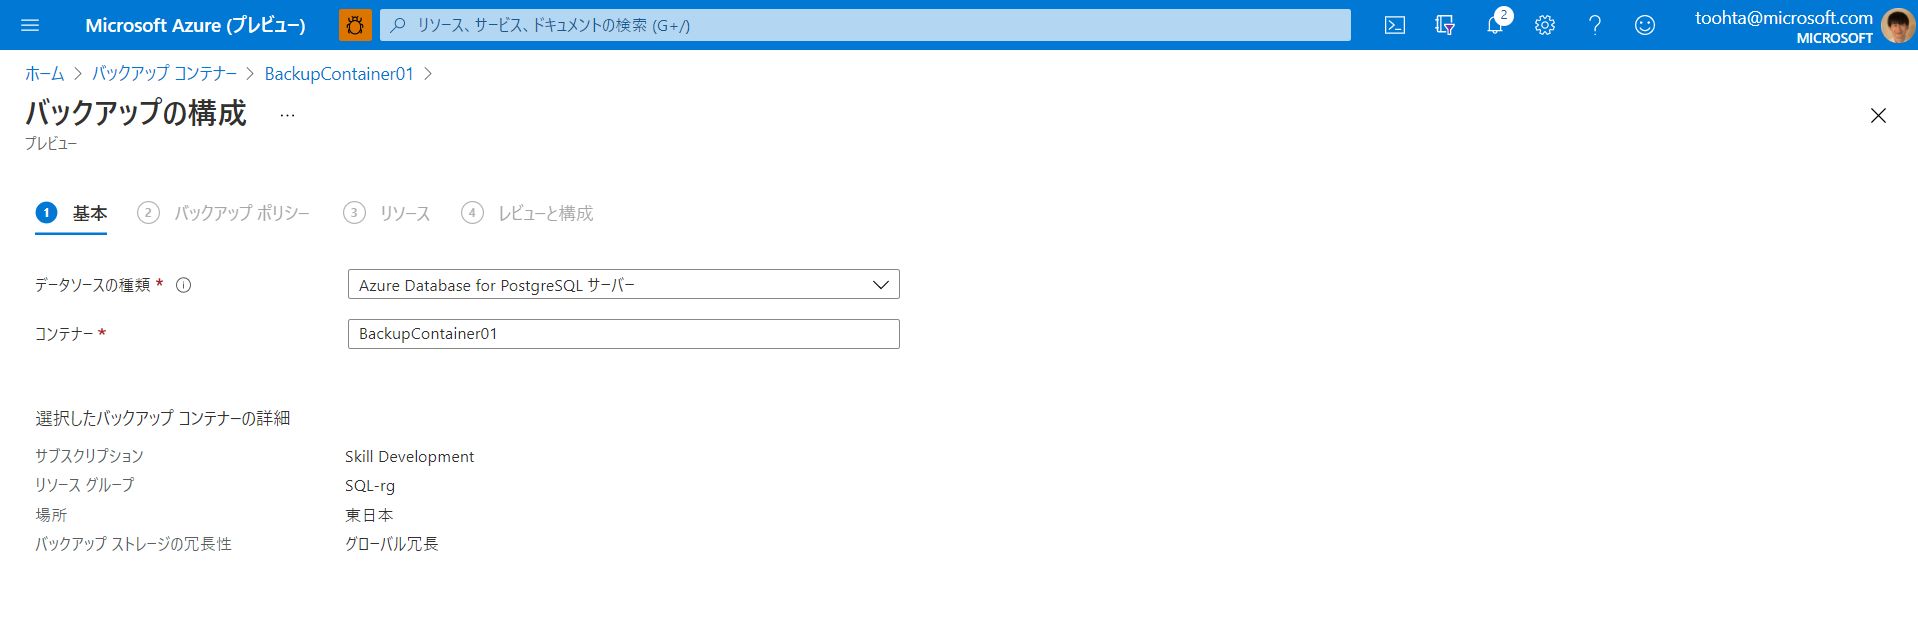 Microsoft Azure (プレビュー)
リソース、サービス、ドキュメントの検索 (G+/)
2
toohta@microsoft.com
MICROSOFT
ホーム > バックアップ コンテナー > BackupContainer01 >
バックアップの構成 ...
プレビュー
1 基本 2 バックアップ ポリシー 3 リソース 4 レビューと構成
データソースの種類 * Azure Database for PostgreSQL サーバー
コンテナー * BackupContainer01
選択したバックアップ コンテナーの詳細
サブスクリプション Skill Development
リソース グループ SQL-rg
場所 東日本
バックアップ ストレージの冗長性 グローバル冗長